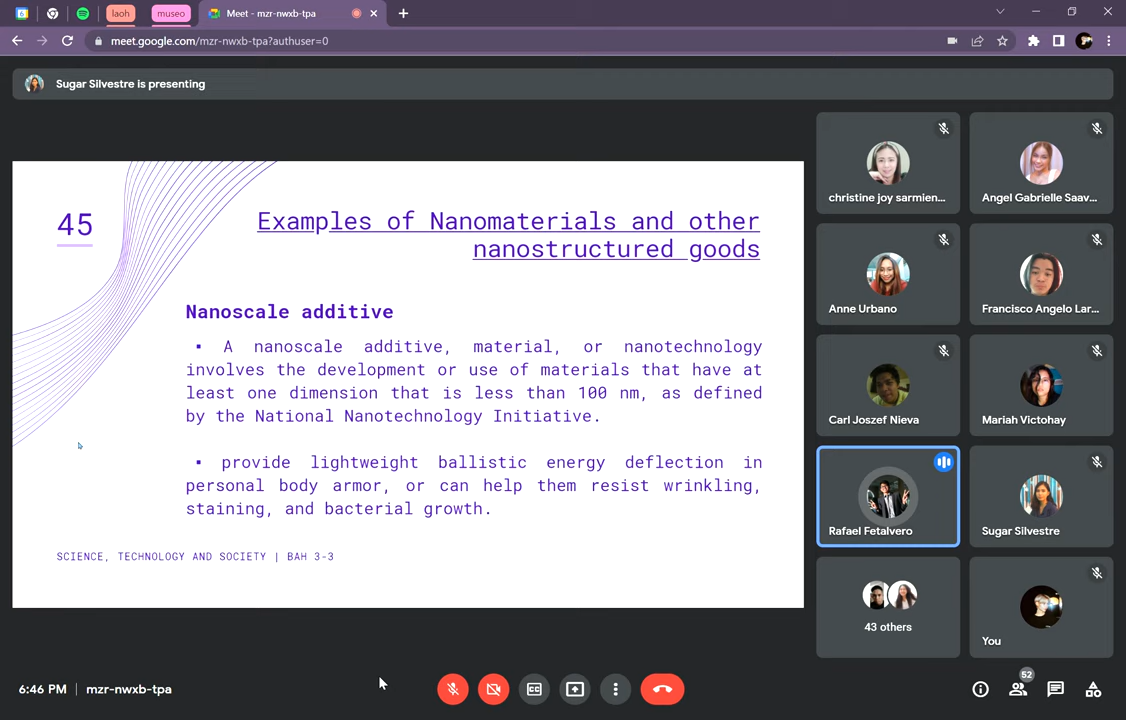 laoh
museo
Meet - mzr-nwxb-tpa
meet.google.com/mzr-nwxb-tpa?authuser=0
Sugar Silvestre is presenting
45
Examples of Nanomaterials and other
nanostructured goods
Nanoscale additive
▪ A nanoscale additive, material, or nanotechnology
involves the development or use of materials that have at
least one dimension that is less than 100 nm, as defined
by the National Nanotechnology Initiative.
▪ provide lightweight ballistic energy deflection in
personal body armor, or can help them resist wrinkling,
staining, and bacterial growth.
SCIENCE, TECHNOLOGY AND SOCIETY | BAH 3-3
christine joy sarmien...
Angel Gabrielle Saav...
Anne Urbano
Francisco Angelo Lar...
Carl Joszef Nieva
Mariah Victohay
Rafael Fetalvero
Sugar Silvestre
43 others
You
6:46 PM | mzr-nwxb-tpa
52